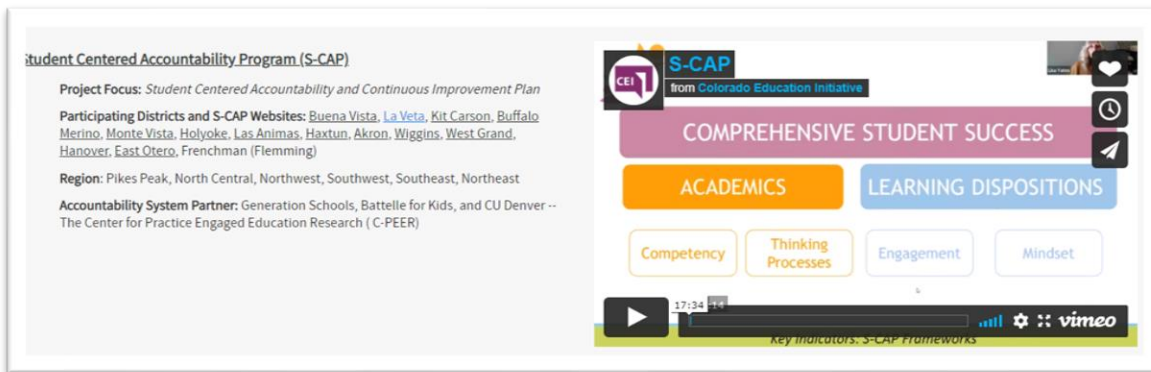 Student Centered Accountability Program (S-CAP)
Project Focus: Student Centered Accountability and Continuous Improvement Plan
Participating Districts and S-CAP Websites: Buena Vista, La Veta, Kit Carson, Buffalo
Merino, Monte Vista, Holyoke, Las Animas, Haxtun, Akron, Wiggins, West Grand,
Hanover, East Otero, Frenchman (Flemming)
Region: Pikes Peak, North Central, Northwest, Southwest, Southeast, Northeast
Accountability System Partner: Generation Schools, Battelle for Kids, and CU Denver --
The Center for Practice Engaged Education Research ( C-PEER)
CEI
S-CAP
from Colorado Education Initiative
COMPREHENSIVE STUDENT SUCCESS
ACADEMICS
LEARNING DISPOSITIONS
Competency
Thinking
Processes
Engagement
Mindset
17:34
vimeo
Key Indicators: S-CAP Frameworks